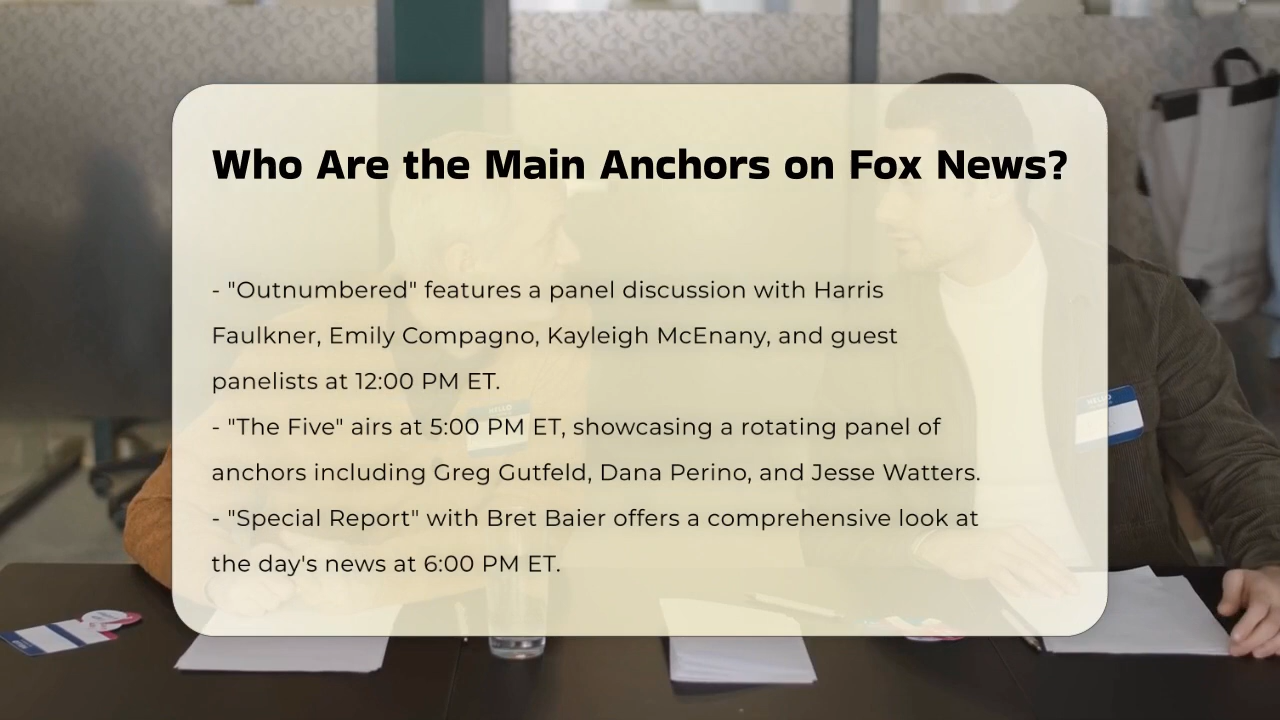 Who Are the Main Anchors on Fox News?
- "Outnumbered" features a panel discussion with Harris
Faulkner, Emily Compagno, Kayleigh McEnany, and guest
panelists at 12:00 PM ET.
- "The Five" airs at 5:00 PM ET, showcasing a rotating panel of
anchors including Greg Gutfeld, Dana Perino, and Jesse Watters.
- "Special Report" with Bret Baier offers a comprehensive look at
the day's news at 6:00 PM ET.
HELLO
HELLO